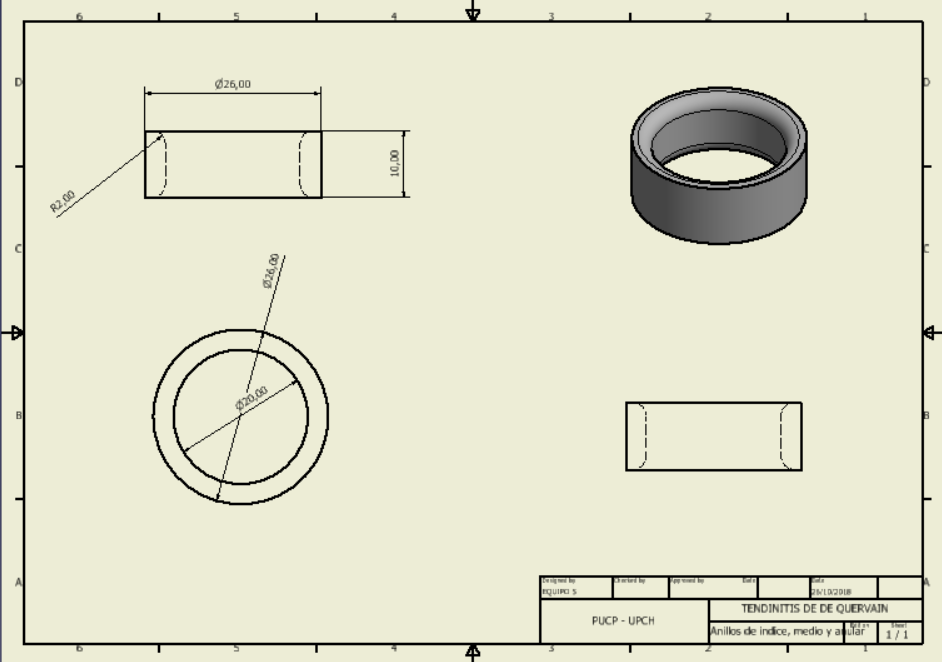 6 5 4 3 2 1
D D
Ø26,00
10,00
R2,00
C C
Ø26,00
Ø20,00
B B
A A
Designed by Checked by Approved by Date Date
EQUIPO 5 25/10/2018
PUCP - UPCH
TENDINITIS DE DE QUERVAIN
Anillos de indice, medio y anular
Edition Sheet
1 / 1
6 5 4 3 2 1